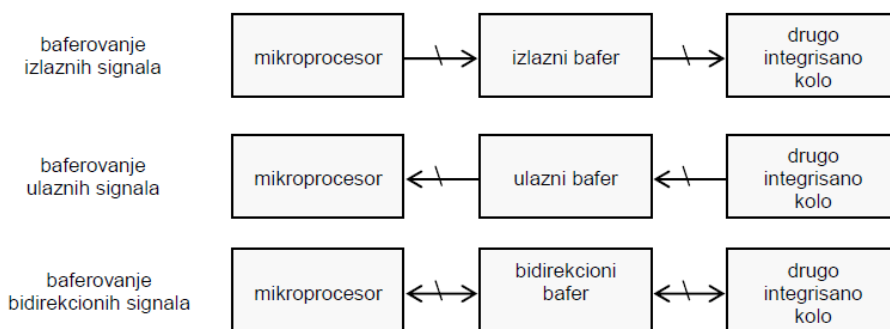 baferovanje
izlaznih signala
mikroprocesor
izlazni bafer
drugo
integrisano
kolo
baferovanje
ulaznih signala
mikroprocesor
ulazni bafer
drugo
integrisano
kolo
baferovanje
bidirekcionih signala
mikroprocesor
bidirekcioni
bafer
drugo
integrisano
kolo